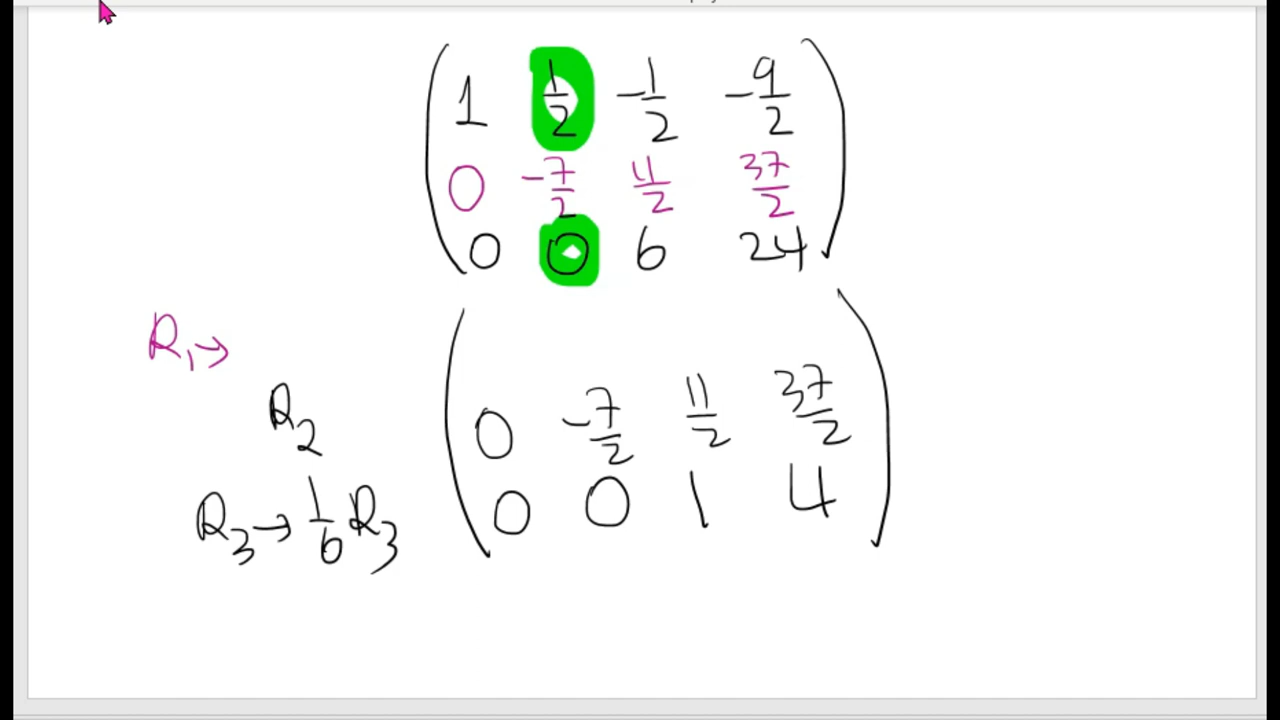 1 1/2 -1/2 -9/2
0 -7/2 11/2 37/2
0 0 6 24
R₁→
R₂ 0 -7/2 11/2 37/2
R₃→1/6R₃ 0 0 1 4